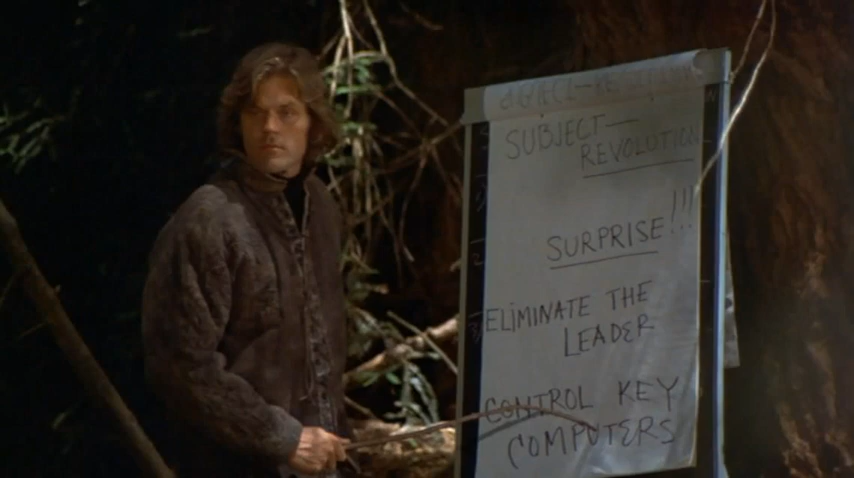 SUBJECT—
REVOLUTION
SURPRISE!!!
ELIMINATE THE
LEADER
CONTROL KEY
COMPUTERS